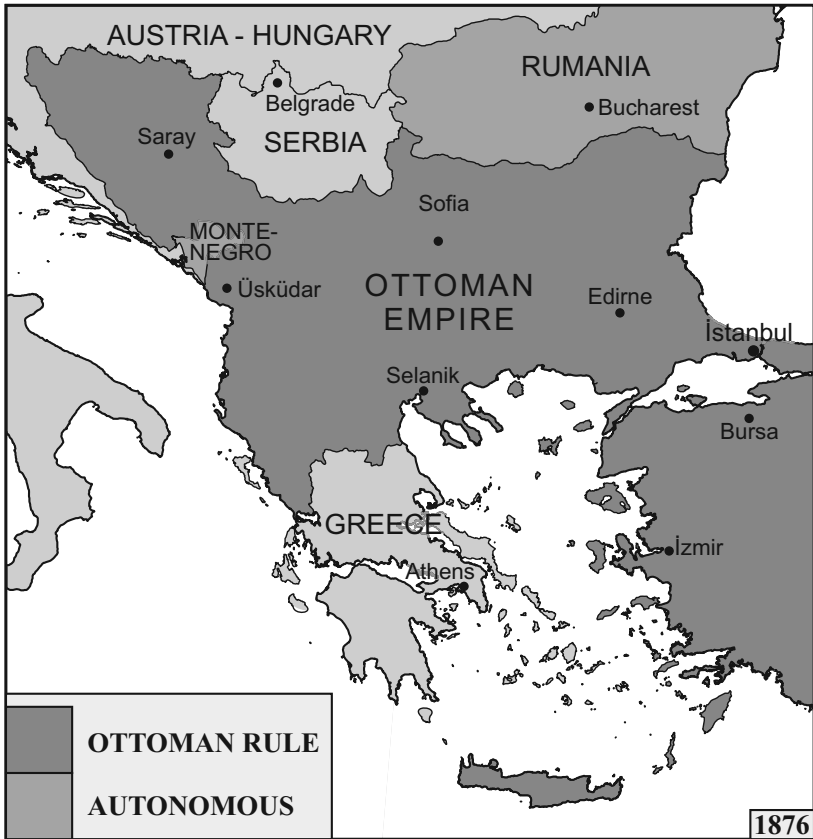 AUSTRIA - HUNGARY
RUMANIA
Belgrade
Bucharest
SERBIA
Saray
Sofia
MONTE-
NEGRO
Üsküdar
OTTOMAN
EMPIRE
Edirne
İstanbul
Selanik
Bursa
GREECE
İzmir
Athens
OTTOMAN RULE
AUTONOMOUS
1876